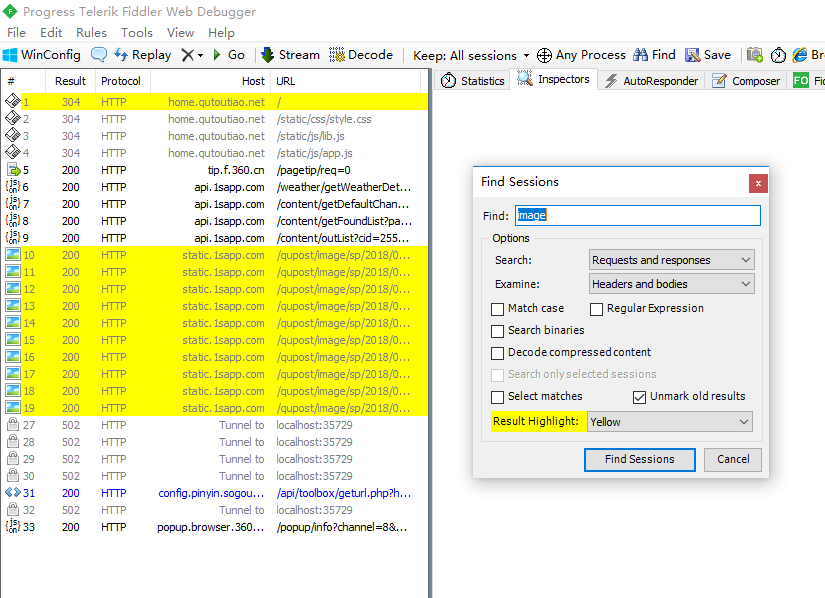 Progress Telerik Fiddler Web Debugger
File Edit Rules Tools View Help
WinConfig Replay Go Stream Decode Keep: All sessions Any Process Find Save Br
# Result Protocol Host URL
Statistics Inspectors AutoResponder Composer FO Fic
1 304 HTTP home.qutoutiao.net /
2 304 HTTP home.qutoutiao.net /static/css/style.css
3 304 HTTP home.qutoutiao.net /static/js/lib.js
4 304 HTTP home.qutoutiao.net /static/js/app.js
5 200 HTTP tip.f.360.cn /pagetip/req=0
6 200 HTTP api.1sapp.com /weather/getWeatherDet...
7 200 HTTP api.1sapp.com /content/getDefaultChan...
8 200 HTTP api.1sapp.com /content/getFoundList?pa...
9 200 HTTP api.1sapp.com /content/outList?cid=255...
10 200 HTTP static.1sapp.com /qupost/image/sp/2018/0...
11 200 HTTP static.1sapp.com /qupost/image/sp/2018/0...
12 200 HTTP static.1sapp.com /qupost/image/sp/2018/0...
13 200 HTTP static.1sapp.com /qupost/image/sp/2018/0...
14 200 HTTP static.1sapp.com /qupost/image/sp/2018/0...
15 200 HTTP static.1sapp.com /qupost/image/sp/2018/0...
16 200 HTTP static.1sapp.com /qupost/image/sp/2018/0...
17 200 HTTP static.1sapp.com /qupost/image/sp/2018/0...
18 200 HTTP static.1sapp.com /qupost/image/sp/2018/0...
19 200 HTTP static.1sapp.com /qupost/image/sp/2018/0...
27 502 HTTP Tunnel to localhost:35729
28 502 HTTP Tunnel to localhost:35729
29 502 HTTP Tunnel to localhost:35729
30 502 HTTP Tunnel to localhost:35729
31 200 HTTP config.pinyin.sogou... /api/toolbox/geturl.php?h...
32 502 HTTP Tunnel to localhost:35729
33 200 HTTP popup.browser.360... /popup/info?channel=8&...
Find Sessions
x
Find: image
Options
Search: Requests and responses
Examine: Headers and bodies
Match case Regular Expression
Search binaries
Decode compressed content
Search only selected sessions
Select matches Unmark old results
Result Highlight: Yellow
Find Sessions Cancel